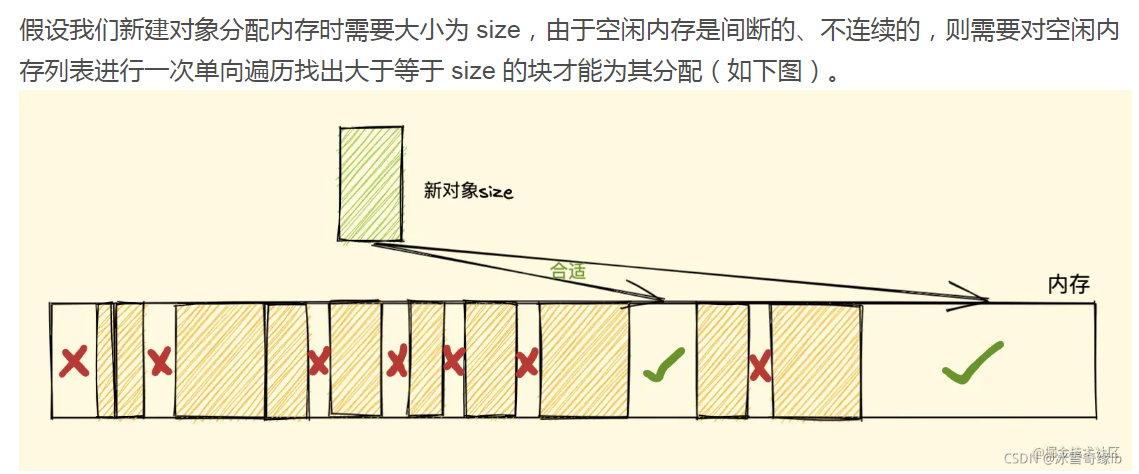 假设我们新建对象分配内存时需要大小为 size，由于空闲内存是间断的、不连续的，则需要对空闲内
存列表进行一次单向遍历找出大于等于 size 的块才能为其分配（如下图）。
新对象size
合适
内存
@掘金技术社区
CSDN @冰雪奇缘lb